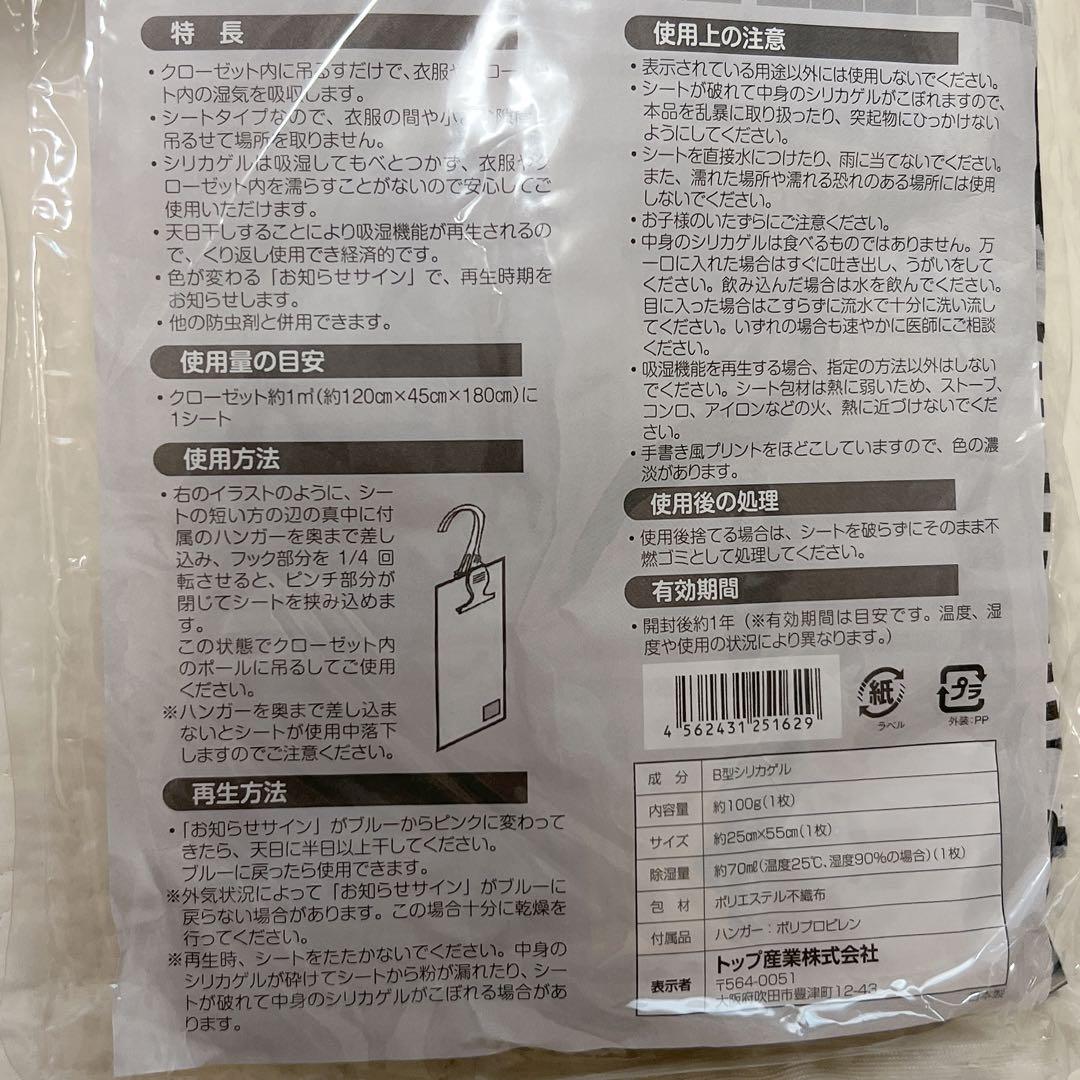 特 長
・クローゼット内に吊るすだけで、衣服や ロー
ト内の湿気を吸収します。
・シートタイプなので、衣服の間や小
吊るせて場所を取りません。
・シリカゲルは吸湿してもべとつかず、衣服やク
ローゼット内を濡らすことがないので安心してご
使用いただけます。
・天日干しすることにより吸湿機能が再生されるの
で、くり返し使用でき経済的です。
・色が変わる「お知らせサイン」で、再生時期を
お知らせします。
・他の防虫剤と併用できます。
使用量の目安
・クローゼット約1㎥(約120cm×45cm×180cm)に
1シート
使用方法
・右のイラストのように、シー
トの短い方の辺の真中に付
属のハンガーを奥まで差し
込み、フック部分を 1/4 回
転させると、ピンチ部分が
閉じてシートを挟み込めま
す。
この状態でクローゼット内
のポールに吊るしてご使用
ください。
※ハンガーを奥まで差し込ま
ないとシートが使用中落下
しますのでご注意ください。
再生方法
・「お知らせサイン」がブルーからピンクに変わって
きたら、天日に半日以上干してください。
ブルーに戻ったら使用できます。
※外気状況によって「お知らせサイン」がブルーに
戻らない場合があります。この場合十分に乾燥を
行ってください。
※再生時、シートをたたかないでください。中身の
シリカゲルが砕けてシートから粉が漏れたり、シー
トが破れて中身のシリカゲルがこぼれる場合があ
ります。
使用上の注意
・表示されている用途以外には使用しないでください。
・シートが破れて中身のシリカゲルがこぼれますので、
本品を乱暴に取り扱ったり、突起物にひっかけない
ようにしてください。
・シートを直接水につけたり、雨に当てないでください。
また、濡れた場所や濡れる恐れのある場所には使用
しないでください。
・お子様のいたずらにご注意ください。
・中身のシリカゲルは食べるものではありません。万
一口に入れた場合はすぐに吐き出し、うがいをして
ください。飲み込んだ場合は水を飲んでください。
目に入った場合はこすらずに流水で十分に洗い流し
てください。いずれの場合も速やかに医師にご相談
ください。
・吸湿機能を再生する場合、指定の方法以外はしない
でください。シート包材は熱に弱いため、ストーブ、
コンロ、アイロンなどの火、熱に近づけないでくだ
さい。
・手書き風プリントをほどこしていますので、色の濃
淡があります。
使用後の処理
・使用後捨てる場合は、シートを破らずにそのまま不
燃ゴミとして処理してください。
有効期間
・開封後約1年(※有効期間は目安です。温度、湿
度や使用の状況により異なります。)
4 562431 251629
紙
ラベル
プラ
外装:PP
成 分 B型シリカゲル
内容量 約100g(1枚)
サイズ 約25cm×55cm(1枚)
除湿量 約70㎖(温度25℃、湿度90%の場合)(1枚)
包 材 ポリエステル不織布
付属品 ハンガー:ポリプロピレン
表示者 トップ産業株式会社
〒564-0051
大阪府吹田市豊津町12-43
本製